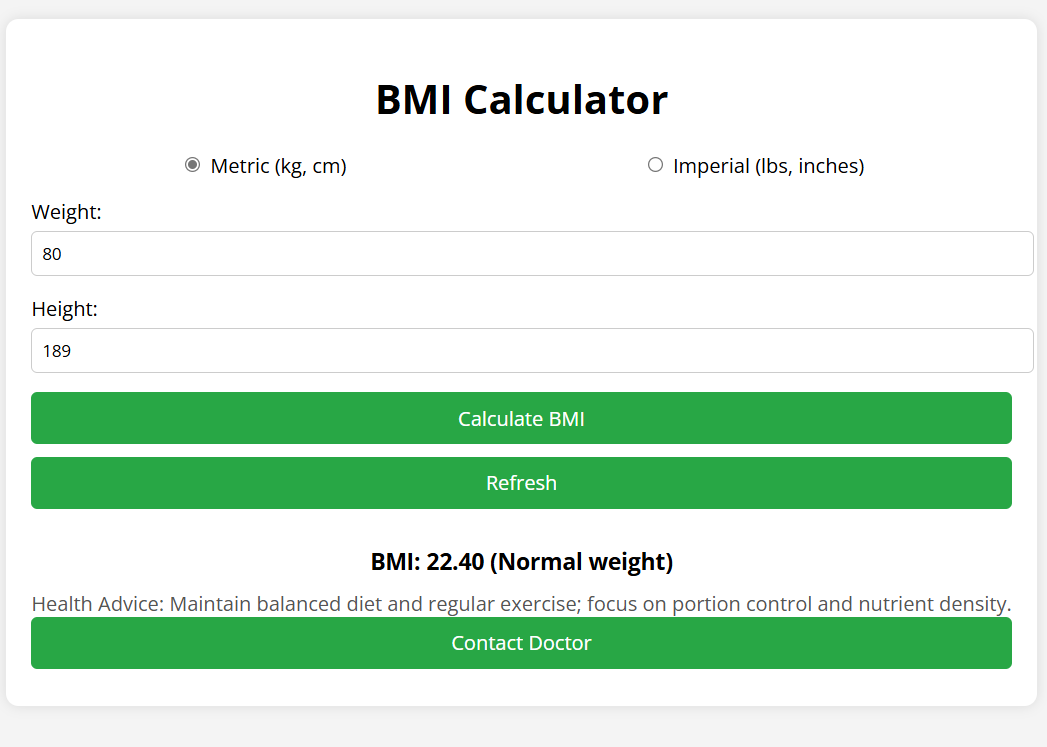 BMI Calculator
Metric (kg, cm) Imperial (lbs, inches)
Weight:
80
Height:
189
Calculate BMI
Refresh
BMI: 22.40 (Normal weight)
Health Advice: Maintain balanced diet and regular exercise; focus on portion control and nutrient density.
Contact Doctor